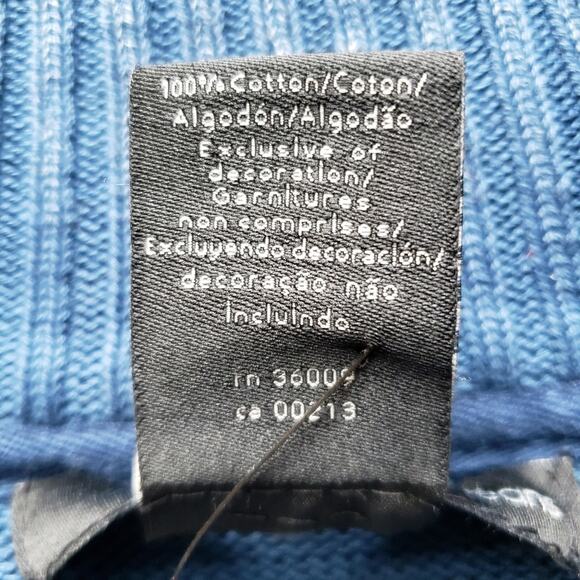 100% Cotton/Coton/
Algodón/Algodão
Exclusive of
decoration/
Garnitures
non comprises/
Excluyendo decoración/
decoração não
Incluindo
rn 36009
ca 00213